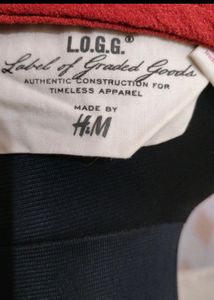 L.O.G.G.®
Label of Graded Goods
AUTHENTIC CONSTRUCTION FOR
TIMELESS APPAREL
MADE BY
H&M